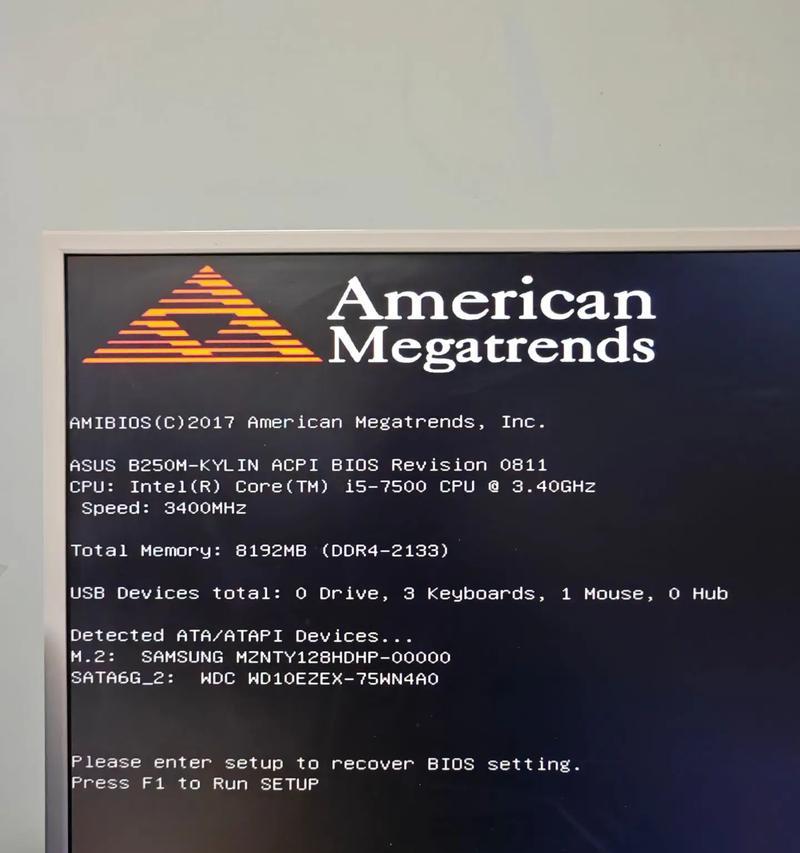 American
Megatrends
AMIBIOS(C)2017 American Megatrends, Inc.
ASUS B250M-KYLIN ACPI BIOS Revision 0811
CPU: Intel(R) Core(TM) i5-7500 CPU @ 3.40GHz
Speed: 3400MHz
Total Memory: 8192MB (DDR4-2133)
USB Devices total: 0 Drive, 3 Keyboards, 1 Mouse, 0 Hub
Detected ATA/ATAPI Devices...
M.2: SAMSUNG MZNTY128HDHP-00000
SATA6G_2: WDC WD10EZEX-75WN4A0
Please enter setup to recover BIOS setting.
Press F1 to Run SETUP